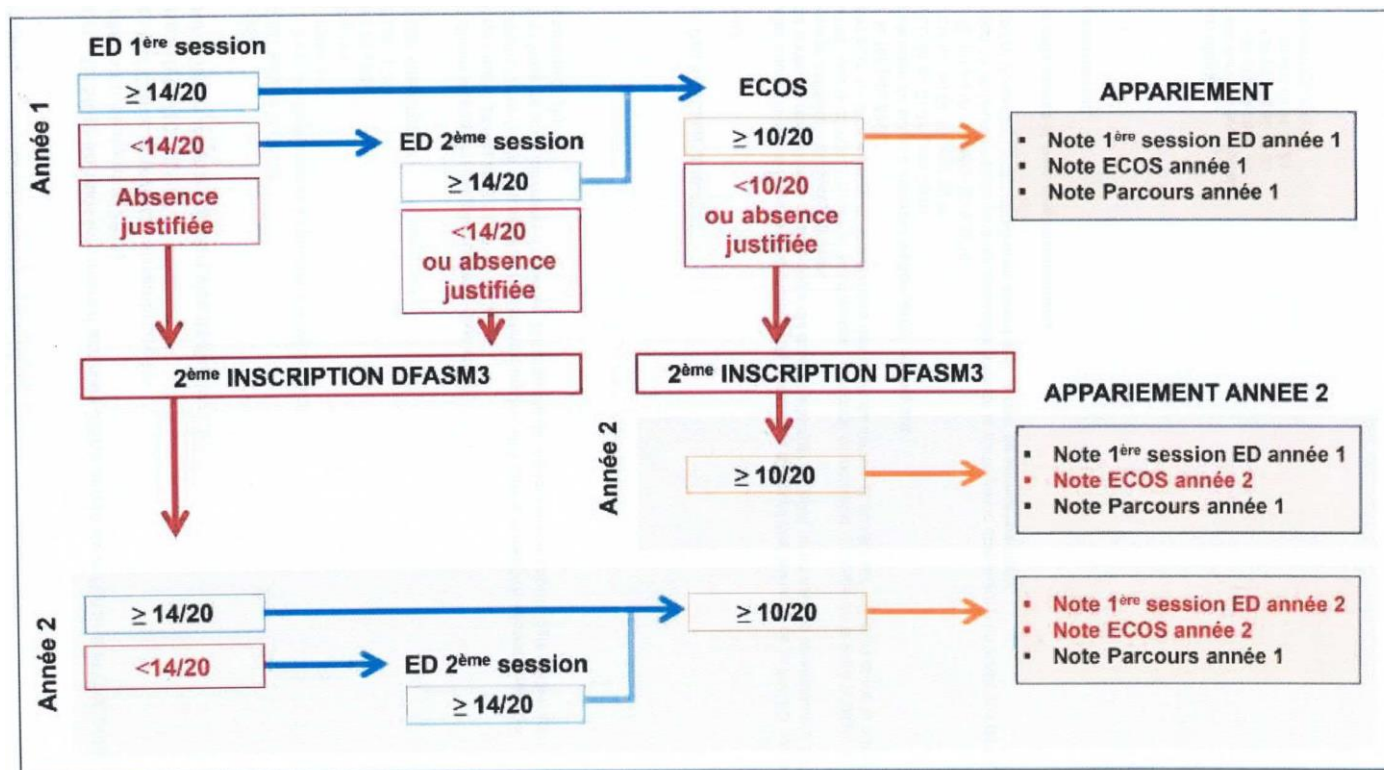 ED 1ère session
Année 1
≥ 14/20
ECOS
APPARIEMENT
<14/20
ED 2ème session
≥ 10/20
▪ Note 1ère session ED année 1
▪ Note ECOS année 1
▪ Note Parcours année 1
≥ 14/20
Absence
justifiée
<10/20
ou absence
justifiée
<14/20
ou absence
justifiée
2ème INSCRIPTION DFASM3
2ème INSCRIPTION DFASM3
APPARIEMENT ANNEE 2
Année 2
≥ 10/20
▪ Note 1ère session ED année 1
▪ Note ECOS année 2
▪ Note Parcours année 1
Année 2
≥ 14/20
≥ 10/20
▪ Note 1ère session ED année 2
▪ Note ECOS année 2
▪ Note Parcours année 1
<14/20
ED 2ème session
≥ 14/20